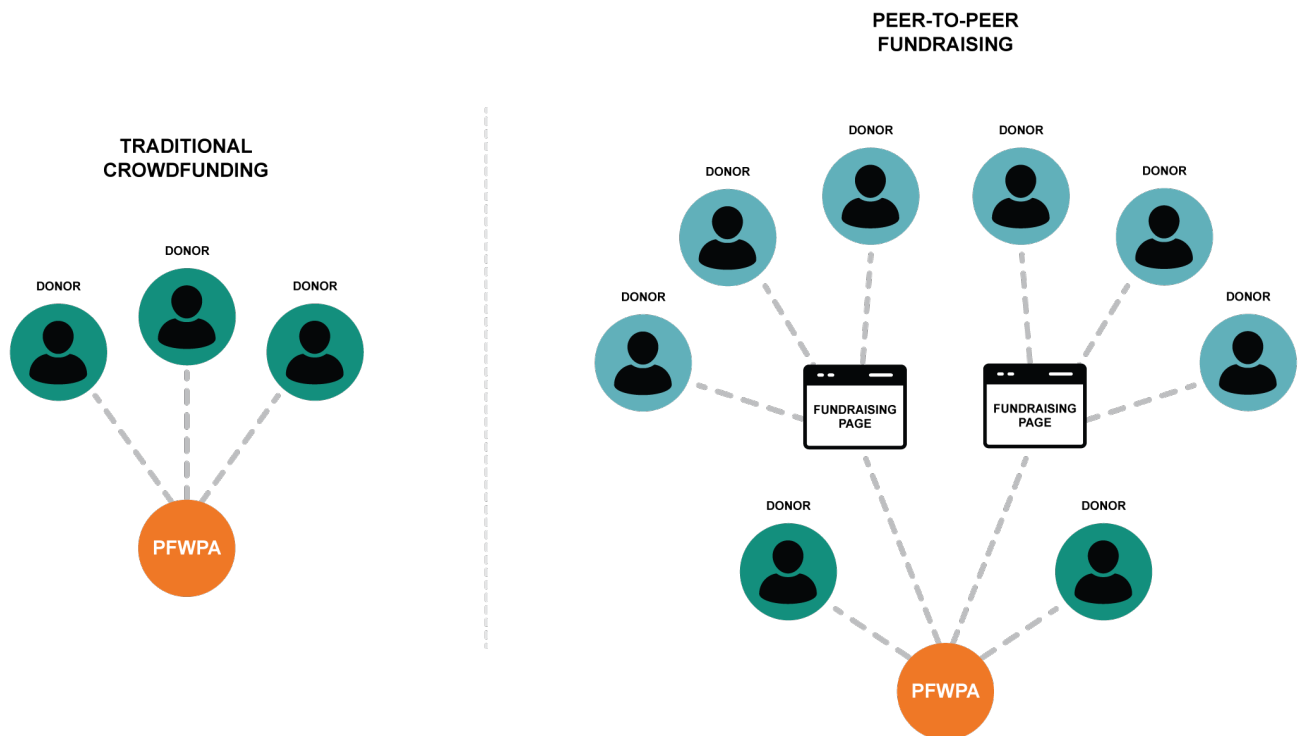 TRADITIONAL
CROWDFUNDING
DONOR
DONOR
DONOR
PFWPA
PEER-TO-PEER
FUNDRAISING
DONOR
DONOR
DONOR
DONOR
DONOR
DONOR
FUNDRAISING
PAGE
FUNDRAISING
PAGE
DONOR
DONOR
PFWPA